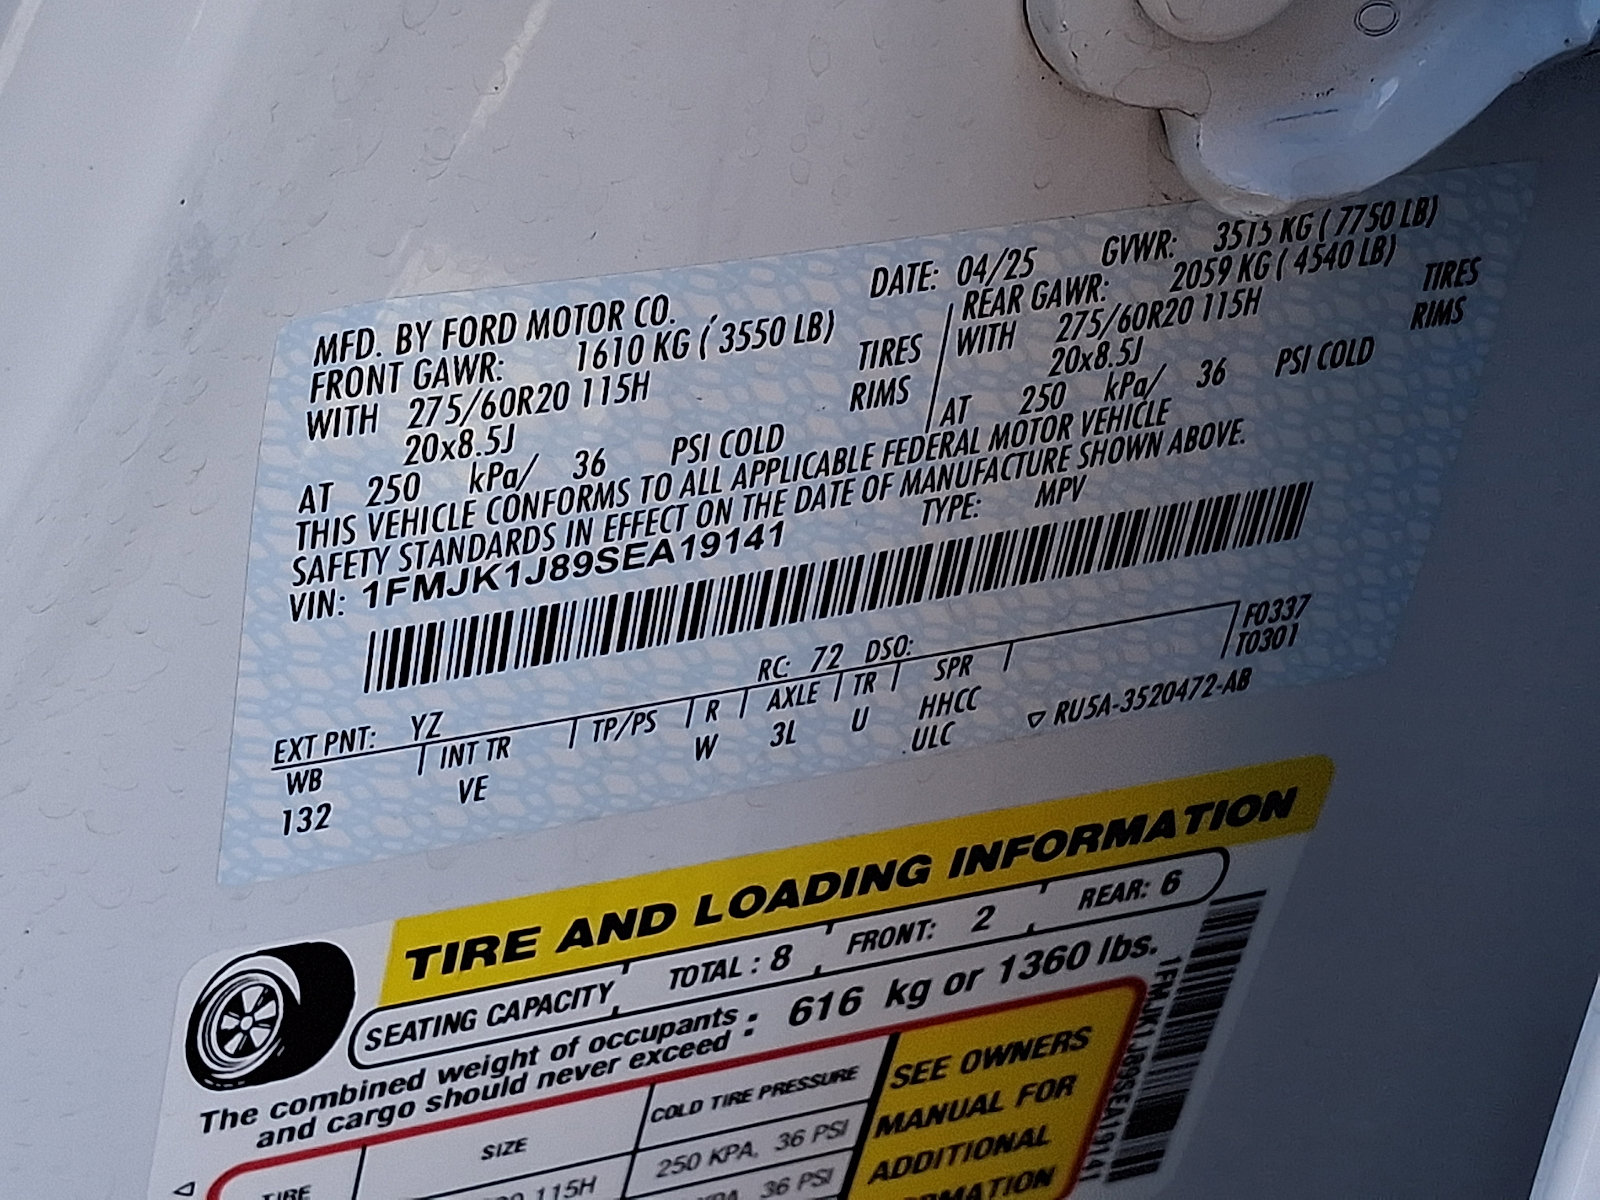 MFD. BY FORD MOTOR CO.
DATE: 04/25 GVWR: 3515 KG ( 7750 LB)
FRONT GAWR: 1610 KG ( 3550 LB)
REAR GAWR: 2059 KG ( 4540 LB)
WITH 275/60R20 115H TIRES
WITH 275/60R20 115H TIRES
20x8.5J RIMS
20x8.5J RIMS
AT 250 kPa/ 36 PSI COLD
AT 250 kPa/ 36 PSI COLD
THIS VEHICLE CONFORMS TO ALL APPLICABLE FEDERAL MOTOR VEHICLE
SAFETY STANDARDS IN EFFECT ON THE DATE OF MANUFACTURE SHOWN ABOVE.
VIN: 1FMJK1J89SEA19141 TYPE: MPV
F0337
T0301
EXT PNT: YZ RC: 72 DSO:
WB INT TR TP/PS R AXLE TR SPR
132 VE W 3L U HHCC
ULC RU5A-3520472-AB
TIRE AND LOADING INFORMATION
SEATING CAPACITY TOTAL : 8 FRONT: 2 REAR: 6
The combined weight of occupants
and cargo should never exceed : 616 kg or 1360 lbs.
1FMJK1J89SEA19141
TIRE SIZE COLD TIRE PRESSURE
115H 250 KPA, 36 PSI
36 PSI
SEE OWNERS
MANUAL FOR
ADDITIONAL